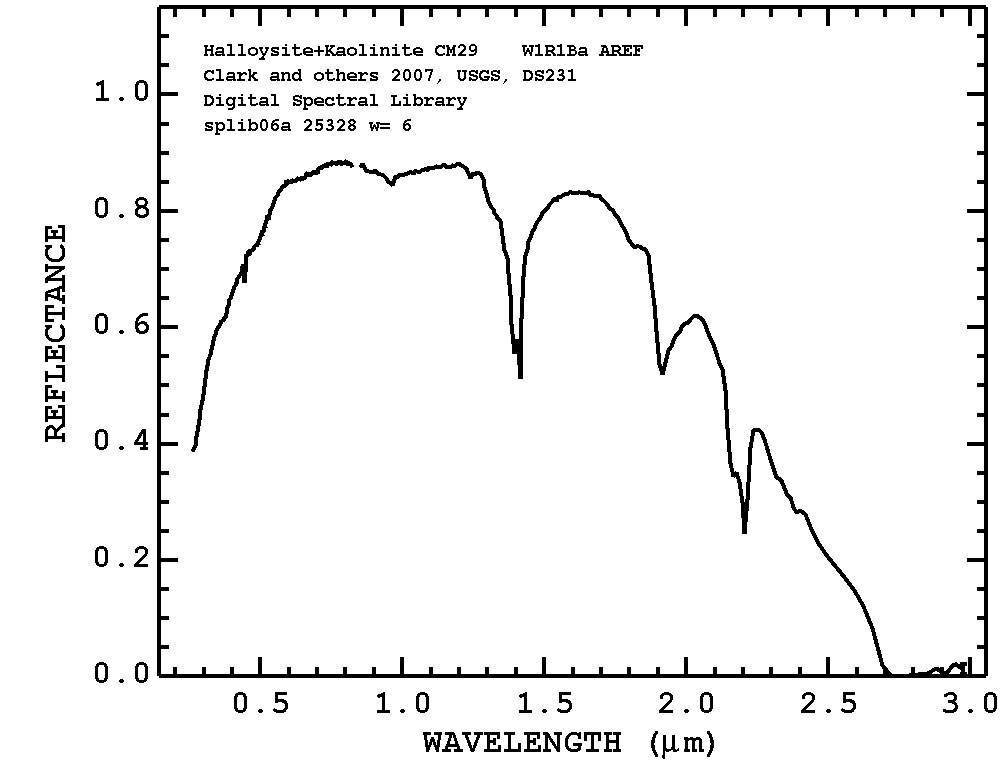 Halloysite+Kaolinite CM29 W1R1Ba AREF
Clark and others 2007, USGS, DS231
Digital Spectral Library
splib06a 25328 w= 6
1.0
0.8
0.6
0.4
0.2
0.0
REFLECTANCE
0.5 1.0 1.5 2.0 2.5 3.0
WAVELENGTH (μm)